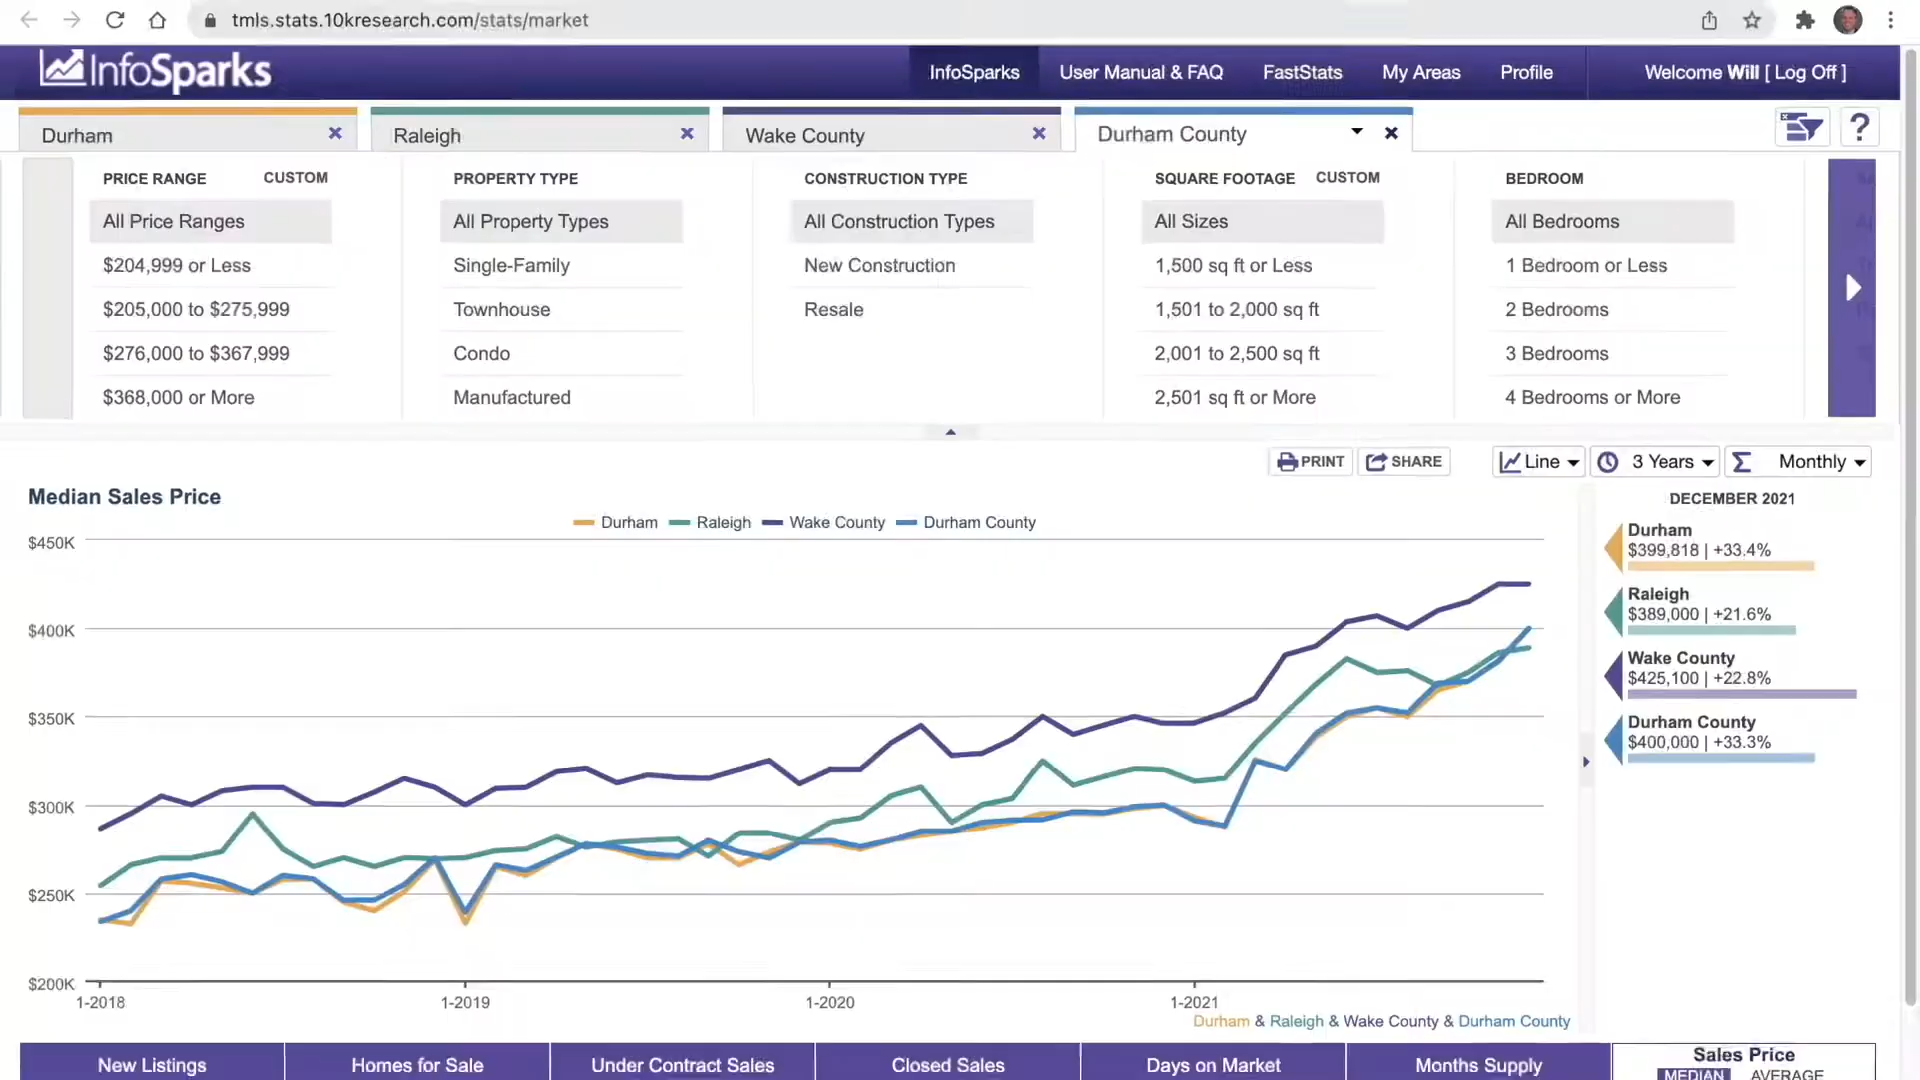 tmls.stats.10kresearch.com/stats/market
InfoSparks
InfoSparks User Manual & FAQ FastStats My Areas Profile Welcome Will [ Log Off ]
Durham Raleigh Wake County Durham County
?
PRICE RANGE CUSTOM
All Price Ranges
$204,999 or Less
$205,000 to $275,999
$276,000 to $367,999
$368,000 or More
PROPERTY TYPE
All Property Types
Single-Family
Townhouse
Condo
Manufactured
CONSTRUCTION TYPE
All Construction Types
New Construction
Resale
SQUARE FOOTAGE CUSTOM
All Sizes
1,500 sq ft or Less
1,501 to 2,000 sq ft
2,001 to 2,500 sq ft
2,501 sq ft or More
BEDROOM
All Bedrooms
1 Bedroom or Less
2 Bedrooms
3 Bedrooms
4 Bedrooms or More
PRINT SHARE Line 3 Years Σ Monthly
Median Sales Price
Durham Raleigh Wake County Durham County
$450K
$400K
$350K
$300K
$250K
$200K
1-2018 1-2019 1-2020 1-2021
Durham & Raleigh & Wake County & Durham County
DECEMBER 2021
Durham
$399,818 | +33.4%
Raleigh
$389,000 | +21.6%
Wake County
$425,100 | +22.8%
Durham County
$400,000 | +33.3%
New Listings Homes for Sale Under Contract Sales Closed Sales Days on Market Months Supply
Sales Price
MEDIAN AVERAGE